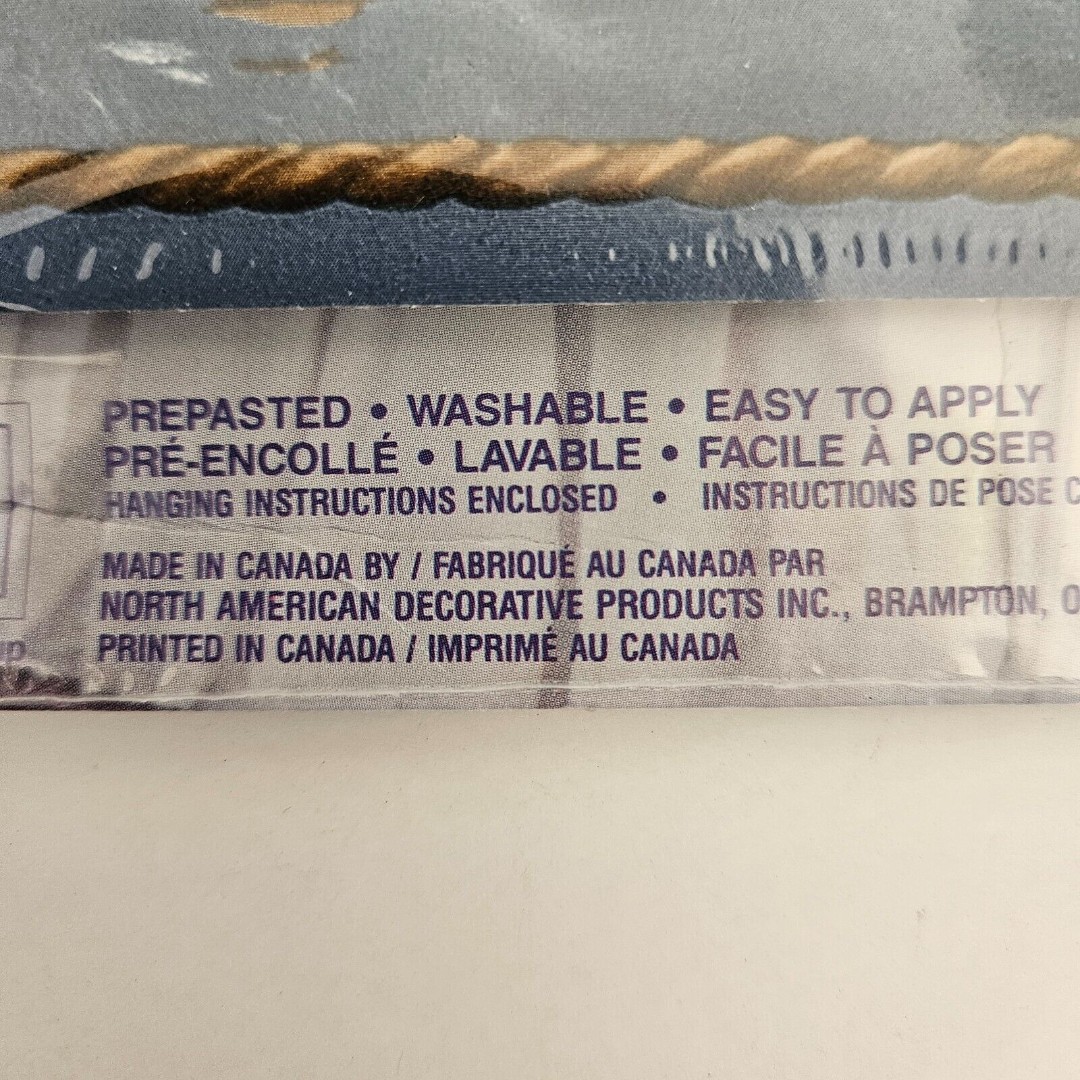 PREPASTED • WASHABLE • EASY TO APPLY
PRÉ-ENCOLLÉ • LAVABLE • FACILE À POSER
HANGING INSTRUCTIONS ENCLOSED • INSTRUCTIONS DE POSE
MADE IN CANADA BY / FABRIQUÉ AU CANADA PAR
NORTH AMERICAN DECORATIVE PRODUCTS INC., BRAMPTON,
PRINTED IN CANADA / IMPRIMÉ AU CANADA